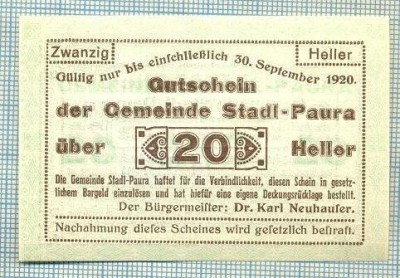 Zwanzig Heller
Gültig nur bis einschließlich 30. September 1920.
Gutschein
der Gemeinde Stadl-Paura
über 20 Heller
Die Gemeinde Stadl-Paura haftet für die Verbindlichkeit, diesen Schein in gesetz-
lichem Bargeld einzulösen und hat hiefür eine eigene Deckungsrücklage bestellt.
Der Bürgermeister: Dr. Karl Neuhauser.
Nachahmung dieses Scheines wird gesetzlich bestraft.